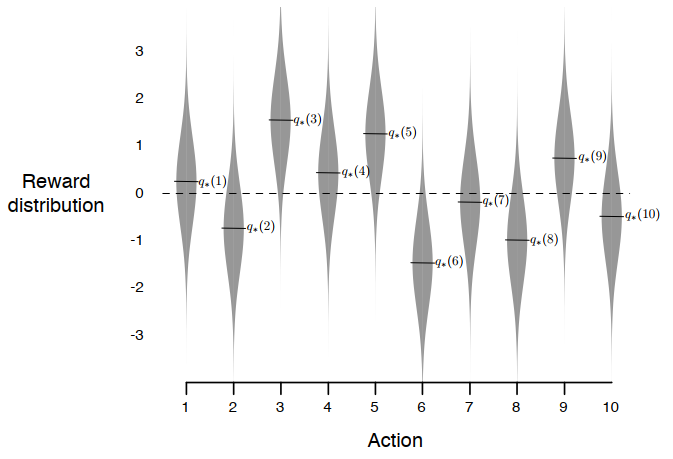 3
2
1
0
-1
-2
-3
Reward
distribution
q*(1)
q*(2)
q*(3)
q*(4)
q*(5)
q*(6)
q*(7)
q*(8)
q*(9)
q*(10)
1 2 3 4 5 6 7 8 9 10
Action